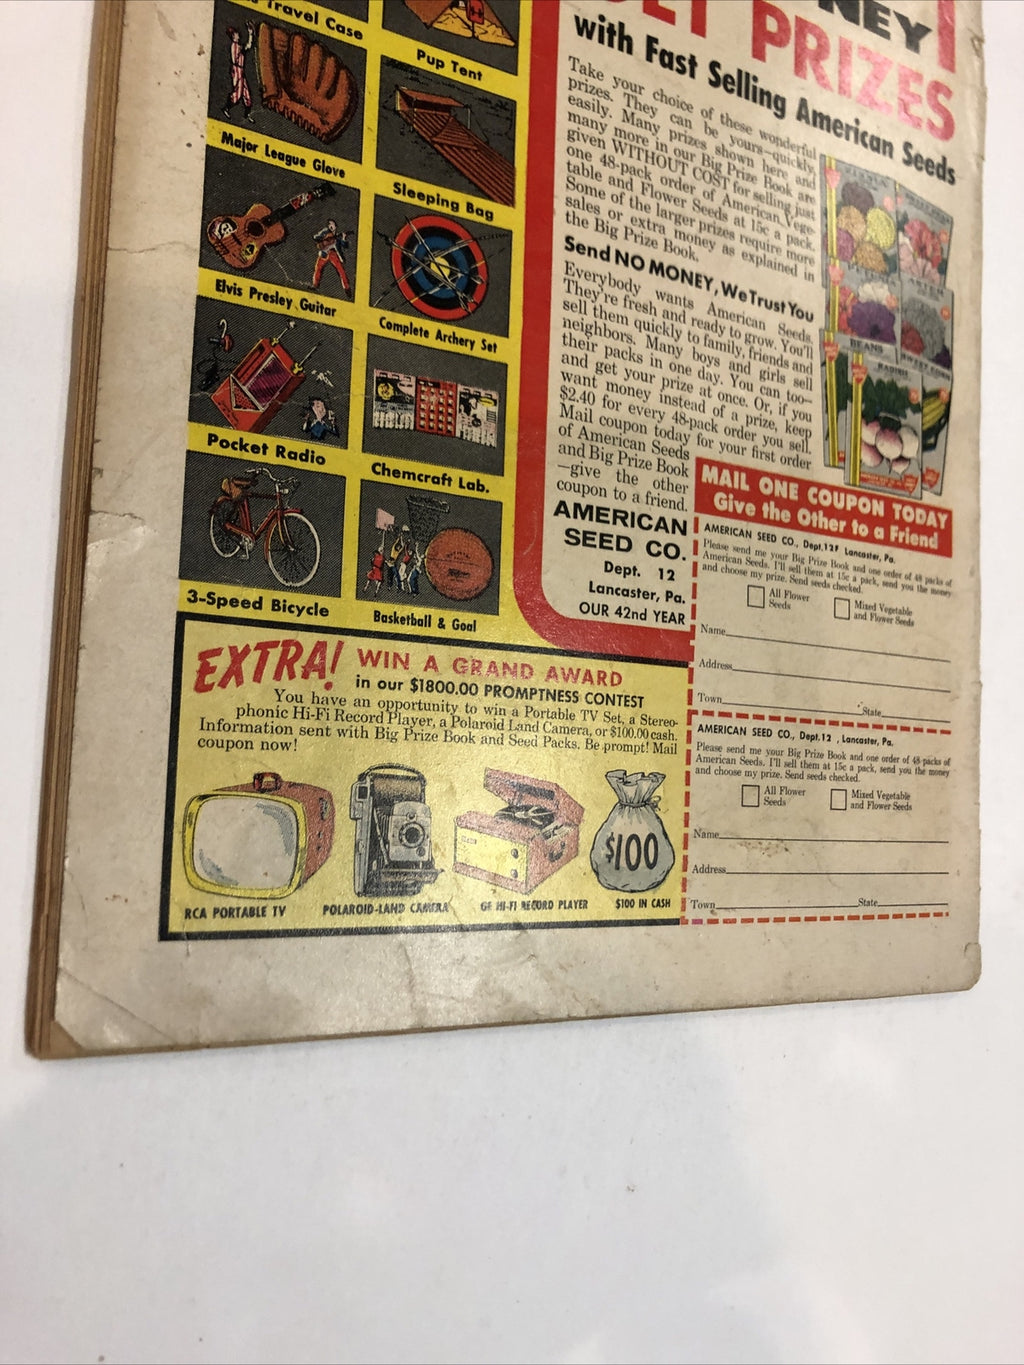 Travel Case
Pup Tent
Major League Glove
Sleeping Bag
Elvis Presley Guitar
Complete Archery Set
Pocket Radio
Chemcraft Lab.
3-Speed Bicycle
Basketball & Goal
NEY!
PRIZES
with Fast Selling American Seeds
Take your choice of these wonderful
prizes. They can be yours—quickly,
easily. Many prizes shown here and
many more in our Big Prize Book are
given WITHOUT COST for selling just
one 48-pack order of American Vege-
table and Flower Seeds at 15c a pack.
Some of the larger prizes require more
sales or extra money as explained in
the Big Prize Book.
Send NO MONEY, We Trust You
Everybody wants American Seeds.
They're fresh and ready to grow. You'll
sell them quickly to family, friends and
neighbors. Many boys and girls sell
their packs in one day. You can too—
and get your prize at once. Or, if you
want money instead of a prize, keep
$2.40 for every 48-pack order you sell.
Mail coupon today for your first order
of American Seeds
and Big Prize Book
—give the other
coupon to a friend.
AMERICAN
SEED CO.
Dept. 12
Lancaster, Pa.
OUR 42nd YEAR
BEANS
RADISH
SWEET CORN
ASTER
MAIL ONE COUPON TODAY
Give the Other to a Friend
AMERICAN SEED CO., Dept.12F Lancaster, Pa.
Please send me your Big Prize Book and one order of 48 packs of
American Seeds. I'll sell them at 15c a pack, send you the money
and choose my prize. Send seeds checked.
All Flower
Seeds
Mixed Vegetable
and Flower Seeds
Name
Address
Town State
AMERICAN SEED CO., Dept.12 , Lancaster, Pa.
Please send me your Big Prize Book and one order of 48 packs of
American Seeds. I'll sell them at 15c a pack, send you the money
and choose my prize. Send seeds checked.
All Flower
Seeds
Mixed Vegetable
and Flower Seeds
Name
Address
Town State
EXTRA! WIN A GRAND AWARD
in our $1800.00 PROMPTNESS CONTEST
You have an opportunity to win a Portable TV Set, a Stereo-
phonic Hi-Fi Record Player, a Polaroid Land Camera, or $100.00 cash.
Information sent with Big Prize Book and Seed Packs. Be prompt! Mail
coupon now!
$100
RCA PORTABLE TV
POLAROID-LAND CAMERA
GE HI-FI RECORD PLAYER
$100 IN CASH